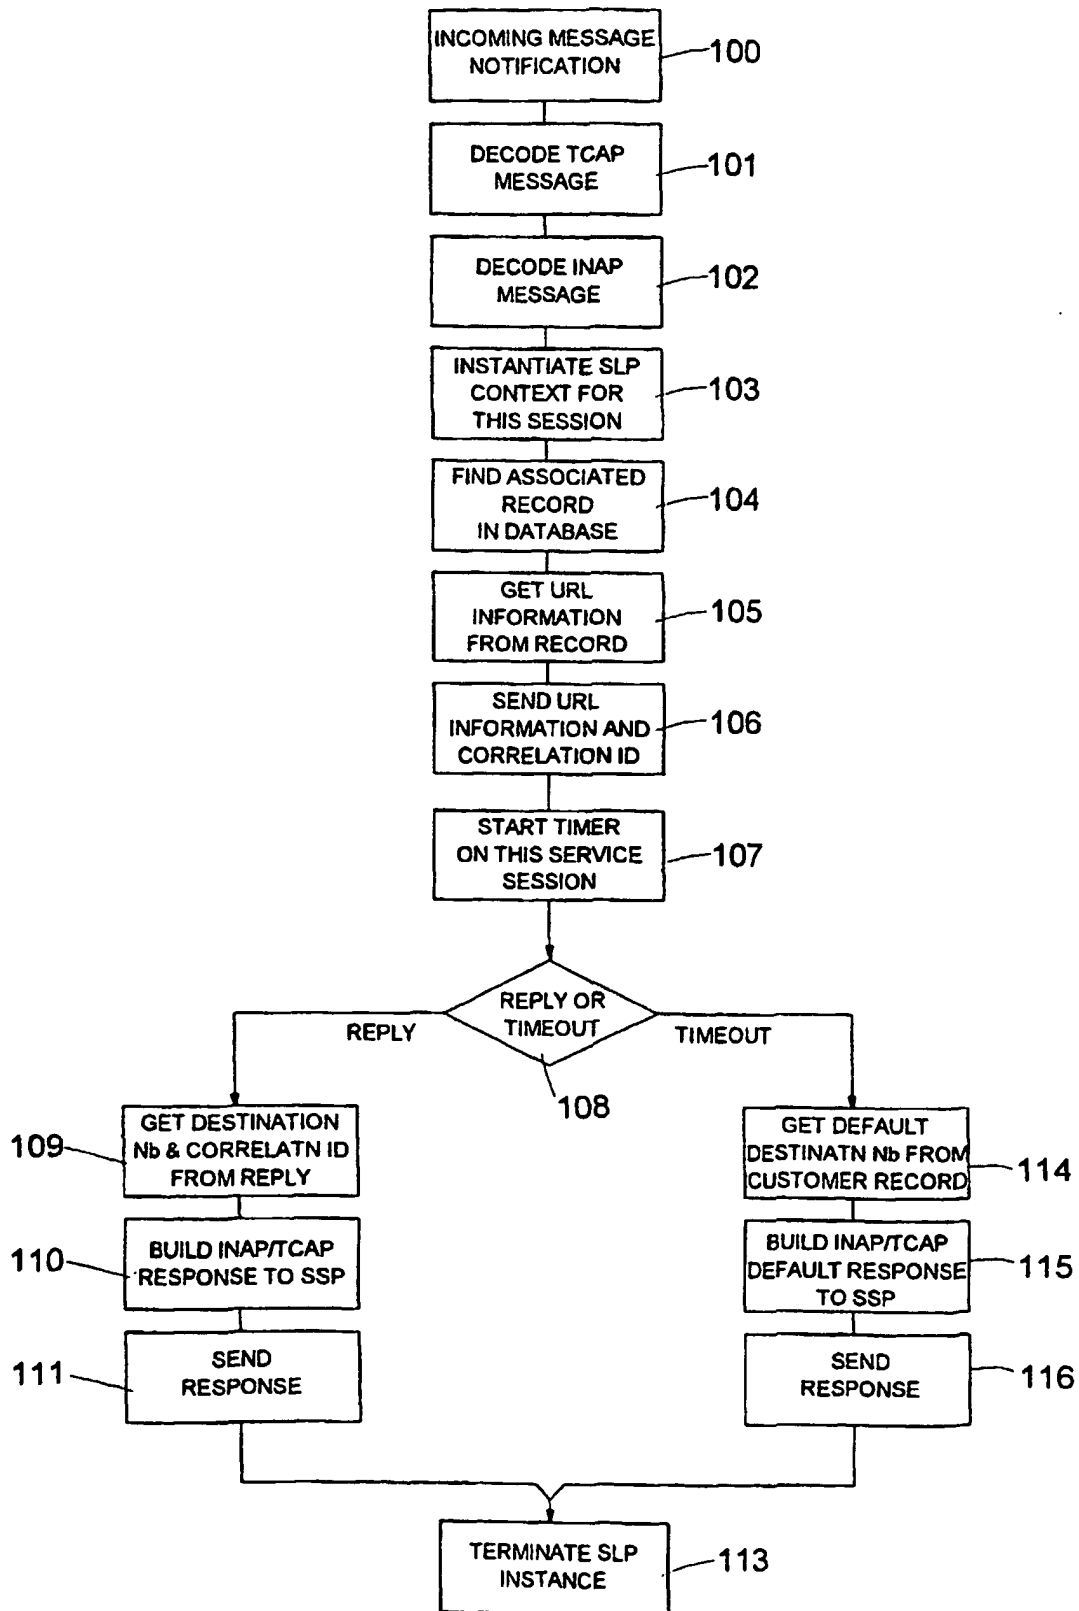 INCOMING MESSAGE
NOTIFICATION
100
DECODE TCAP
MESSAGE
101
DECODE INAP
MESSAGE
102
INSTANTIATE SLP
CONTEXT FOR
THIS SESSION
103
FIND ASSOCIATED
RECORD
IN DATABASE
104
GET URL
INFORMATION
FROM RECORD
105
SEND URL
INFORMATION AND
CORRELATION ID
106
START TIMER
ON THIS SERVICE
SESSION
107
REPLY OR
TIMEOUT
REPLY
TIMEOUT
108
GET DESTINATION
Nb & CORRELATN ID
FROM REPLY
109
BUILD INAP/TCAP
RESPONSE TO SSP
110
SEND
RESPONSE
111
GET DEFAULT
DESTINATN Nb FROM
CUSTOMER RECORD
114
BUILD INAP/TCAP
DEFAULT RESPONSE
TO SSP
115
SEND
RESPONSE
116
TERMINATE SLP
INSTANCE
113